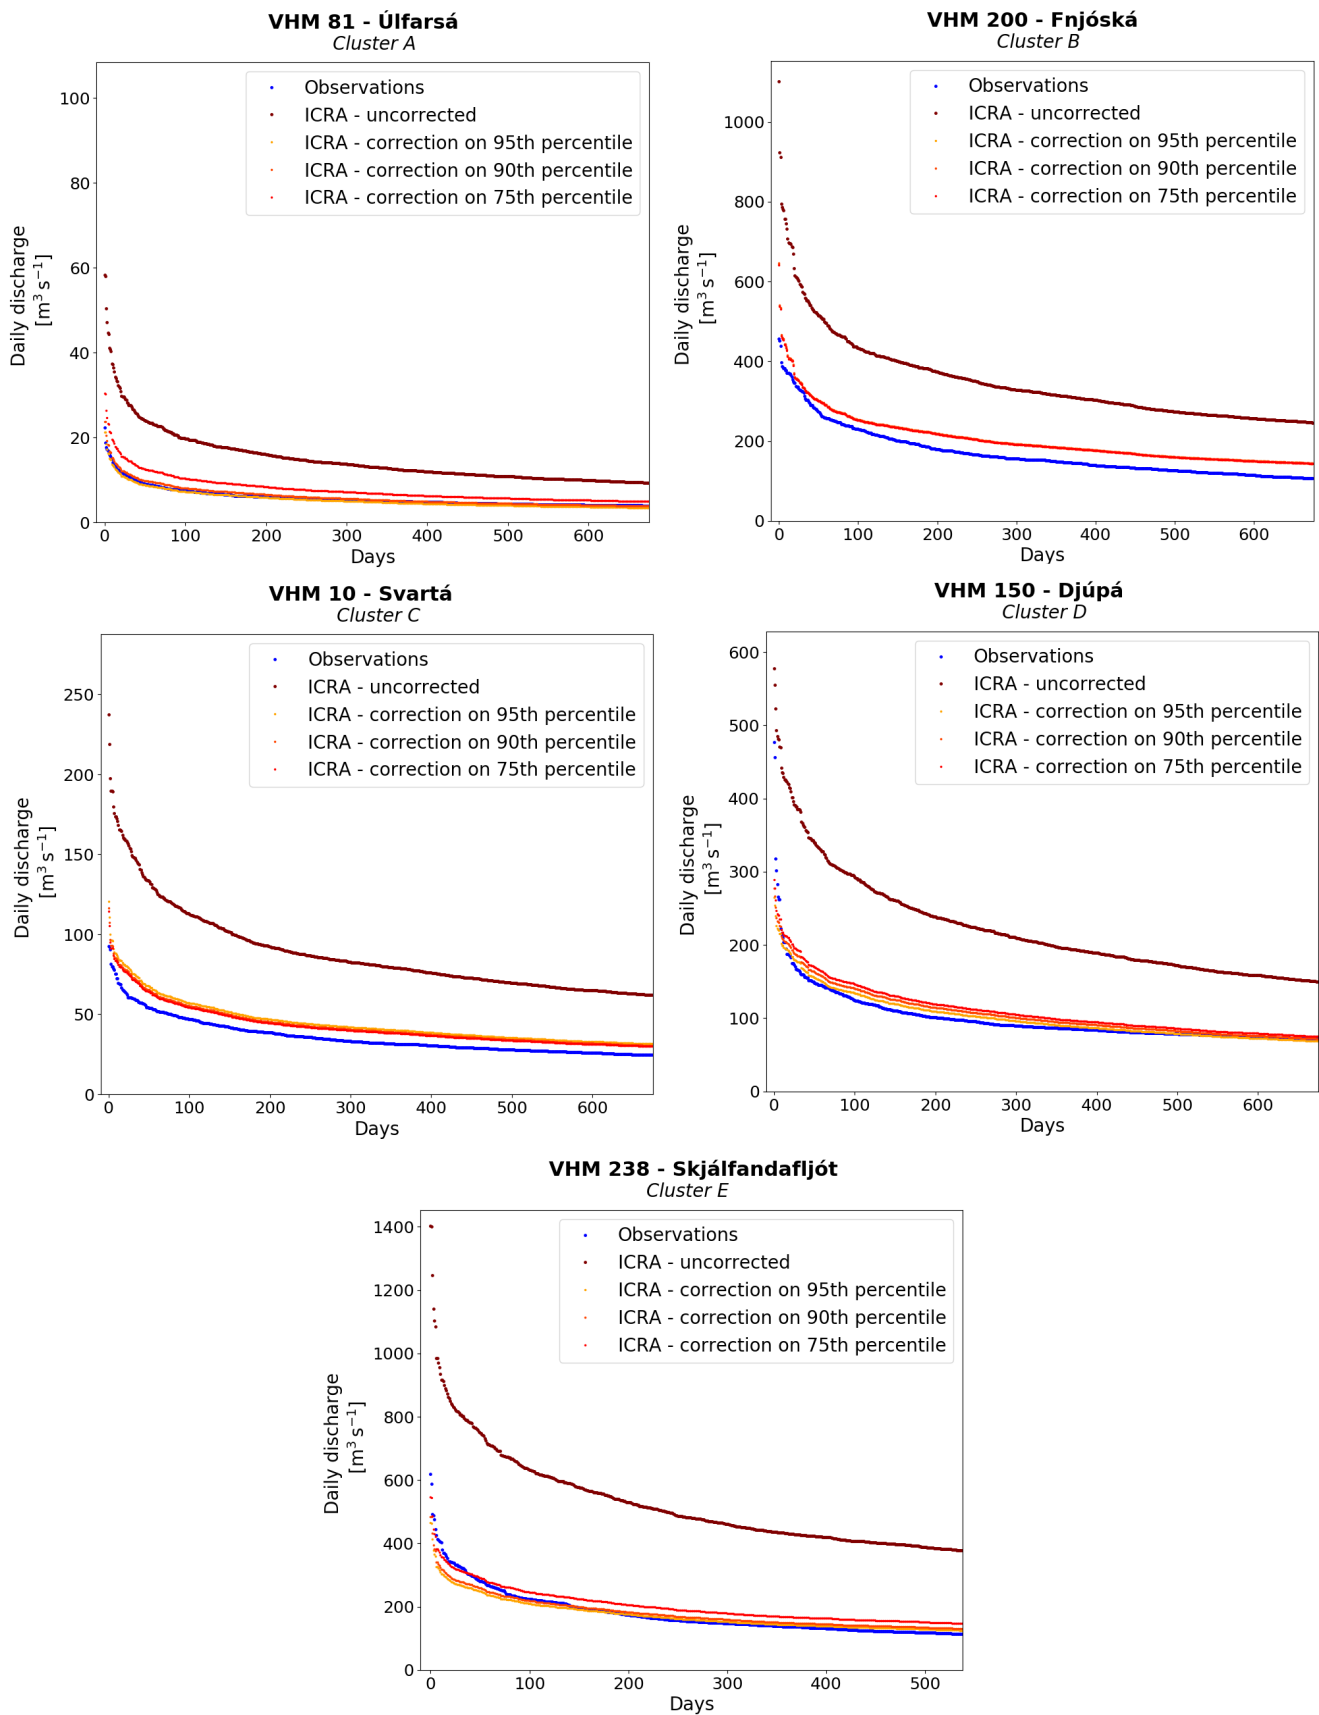 VHM 81 - Úlfarsá
Cluster A
Observations
ICRA - uncorrected
ICRA - correction on 95th percentile
ICRA - correction on 90th percentile
ICRA - correction on 75th percentile
Daily discharge
[m³ s⁻¹]
100
80
60
40
20
0
0 100 200 300 400 500 600
Days
VHM 200 - Fnjóská
Cluster B
Observations
ICRA - uncorrected
ICRA - correction on 95th percentile
ICRA - correction on 90th percentile
ICRA - correction on 75th percentile
Daily discharge
[m³ s⁻¹]
1000
800
600
400
200
0
0 100 200 300 400 500 600
Days
VHM 10 - Svartá
Cluster C
Observations
ICRA - uncorrected
ICRA - correction on 95th percentile
ICRA - correction on 90th percentile
ICRA - correction on 75th percentile
Daily discharge
[m³ s⁻¹]
250
200
150
100
50
0
0 100 200 300 400 500 600
Days
VHM 150 - Djúpá
Cluster D
Observations
ICRA - uncorrected
ICRA - correction on 95th percentile
ICRA - correction on 90th percentile
ICRA - correction on 75th percentile
Daily discharge
[m³ s⁻¹]
600
500
400
300
200
100
0
0 100 200 300 400 500 600
Days
VHM 238 - Skjálfandafljót
Cluster E
Observations
ICRA - uncorrected
ICRA - correction on 95th percentile
ICRA - correction on 90th percentile
ICRA - correction on 75th percentile
Daily discharge
[m³ s⁻¹]
1400
1200
1000
800
600
400
200
0
0 100 200 300 400 500
Days